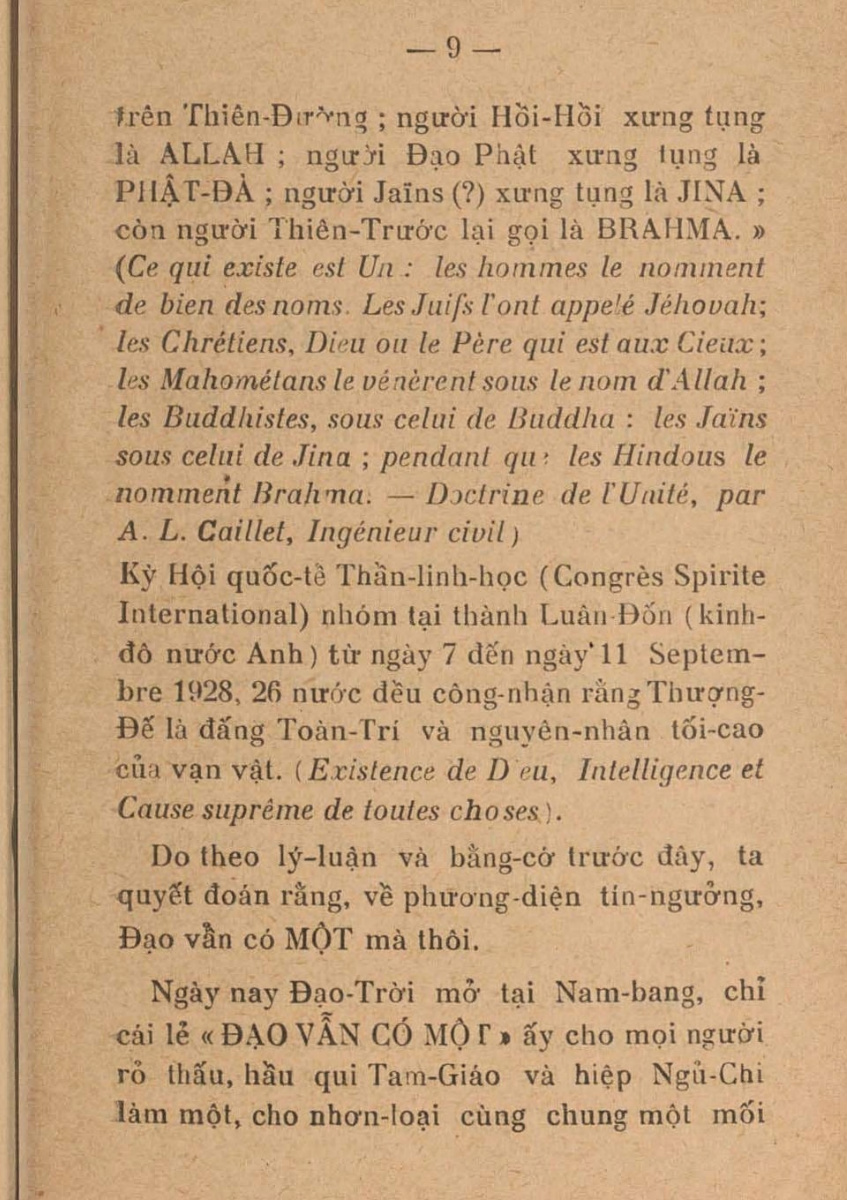 — 9 —
trên Thiên-Đường ; người Hồi-Hồi xưng tụng
là ALLAH ; người Đạo Phật xưng tụng là
PHẬT-ĐÀ ; người Jaïns (?) xưng tụng là JINA ;
còn người Thiên-Trước lại gọi là BRAHMA. »
(Ce qui existe est Un : les hommes le nomment
de bien des noms. Les Juifs l'ont appelé Jéhovah;
les Chrétiens, Dieu ou le Père qui est aux Cieux ;
les Mahométans le vénèrent sous le nom d'Allah ;
les Buddhistes, sous celui de Buddha : les Jaïns
sous celui de Jina ; pendant que les Hindous le
nomment Brahma. — Doctrine de l'Unité, par
A. L. Caillet, Ingénieur civil)
Kỳ Hội quốc-tề Thần-linh-học (Congrès Spirite
International) nhóm tại thành Luân-Đốn (kinh-
đô nước Anh) từ ngày 7 đến ngày 11 Septem-
bre 1928, 26 nước đều công-nhận rằng Thượng-
Đế là đấng Toàn-Trí và nguyên-nhân tối-cao
của vạn vật. (Existence de Dieu, Intelligence et
Cause suprême de toutes choses).
Do theo lý-luận và bằng-cớ trước đây, ta
quyết đoán rằng, về phương-diện tín-ngưởng,
Đạo vẫn có MỘT mà thôi.
Ngày nay Đạo-Trời mở tại Nam-bang, chỉ
cái lẽ « ĐẠO VẪN CÓ MỘT » ấy cho mọi người
rỏ thấu, hầu qui Tam-Giáo và hiệp Ngủ-Chi
làm một, cho nhơn-loại cùng chung một mối